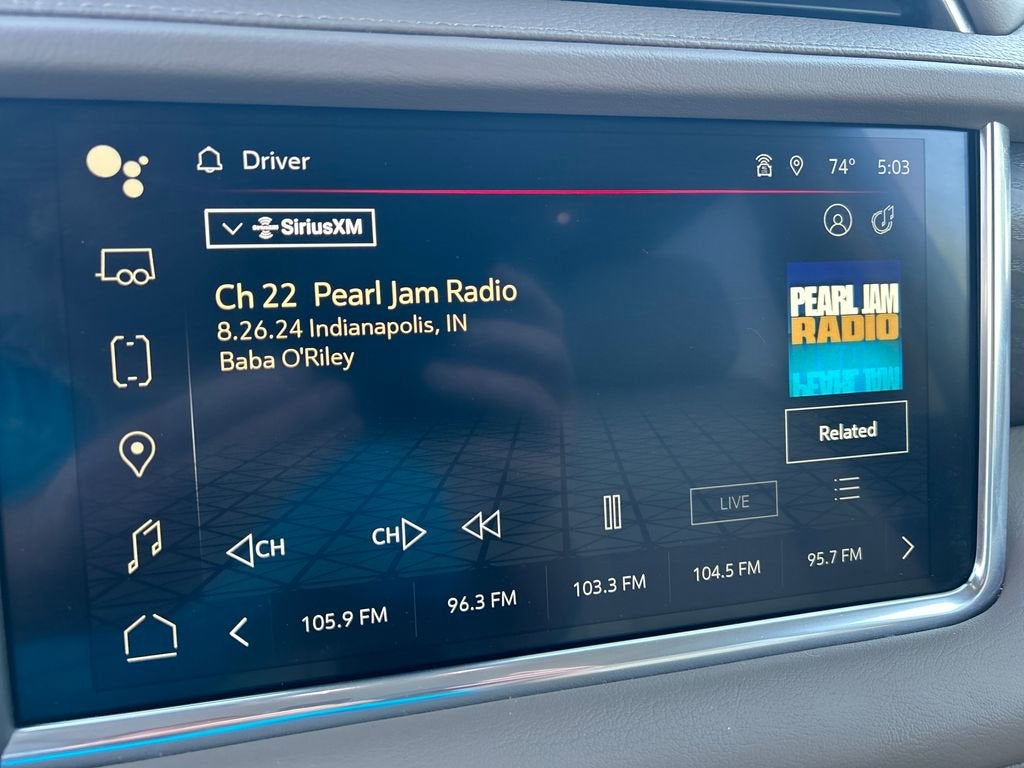 Driver
74° 5:03
SiriusXM
Ch 22 Pearl Jam Radio
8.26.24 Indianapolis, IN
Baba O'Riley
PEARL JAM
RADIO
Related
CH
CH
LIVE
105.9 FM
96.3 FM
103.3 FM
104.5 FM
95.7 FM